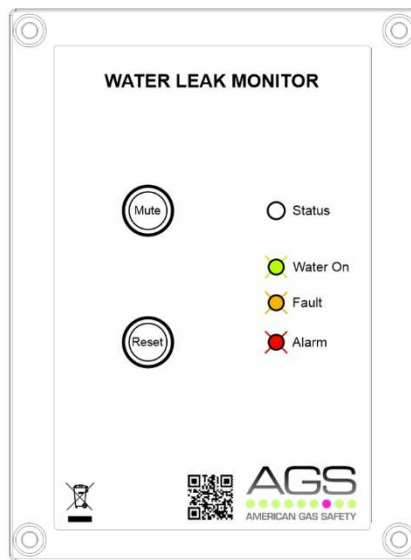 WATER LEAK MONITOR
Mute
Status
Water On
Fault
Reset
Alarm
AGS
AMERICAN GAS SAFETY